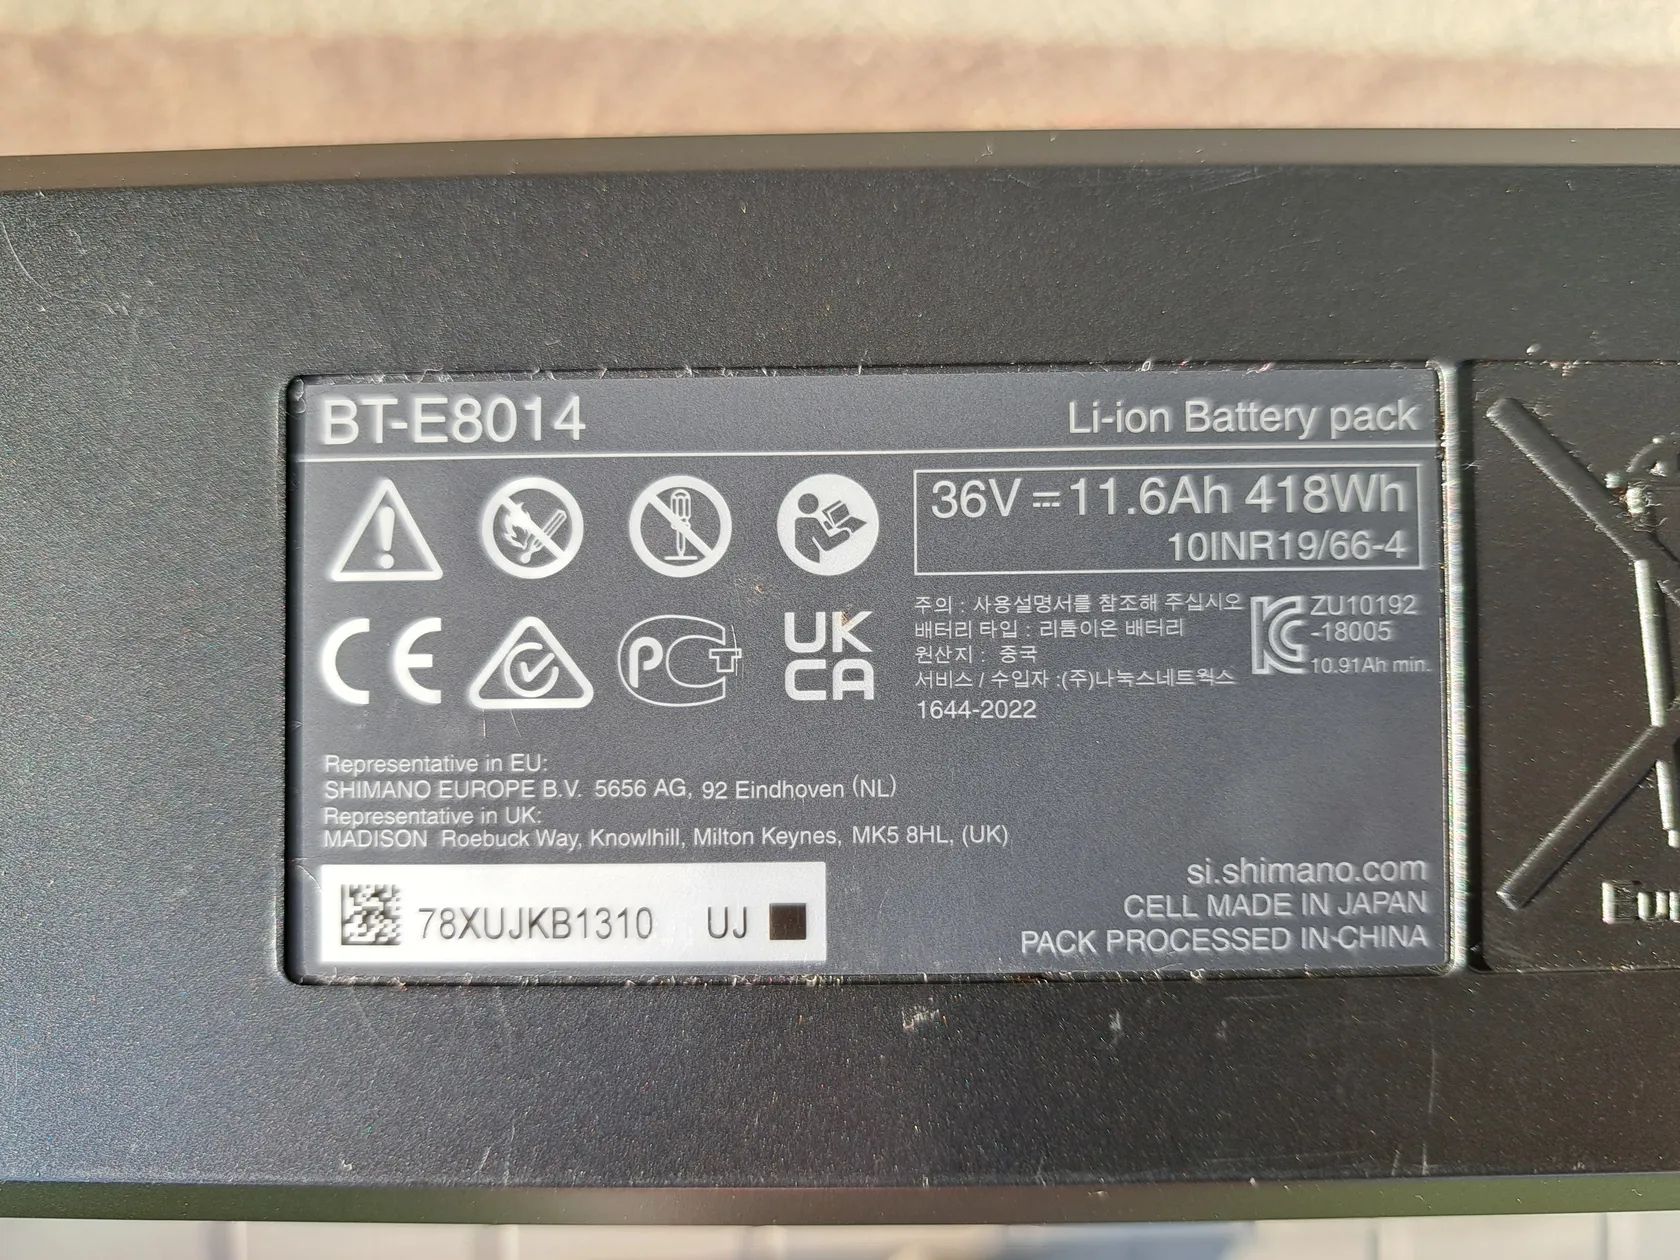 BT-E8014
Li-ion Battery pack
36V ⎓ 11.6Ah 418Wh
10INR19/66-4
CE
PCT
UK
CA
주의 : 사용설명서를 참조해 주십시오
배터리 타입 : 리튬이온 배터리
원산지 : 중국
서비스 / 수입자 :(주)나눅스네트웍스
1644-2022
KC
ZU10192
-18005
10.91Ah min.
Representative in EU:
SHIMANO EUROPE B.V. 5656 AG, 92 Eindhoven (NL)
Representative in UK:
MADISON Roebuck Way, Knowlhill, Milton Keynes, MK5 8HL, (UK)
78XUJKB1310 UJ
si.shimano.com
CELL MADE IN JAPAN
PACK PROCESSED IN CHINA